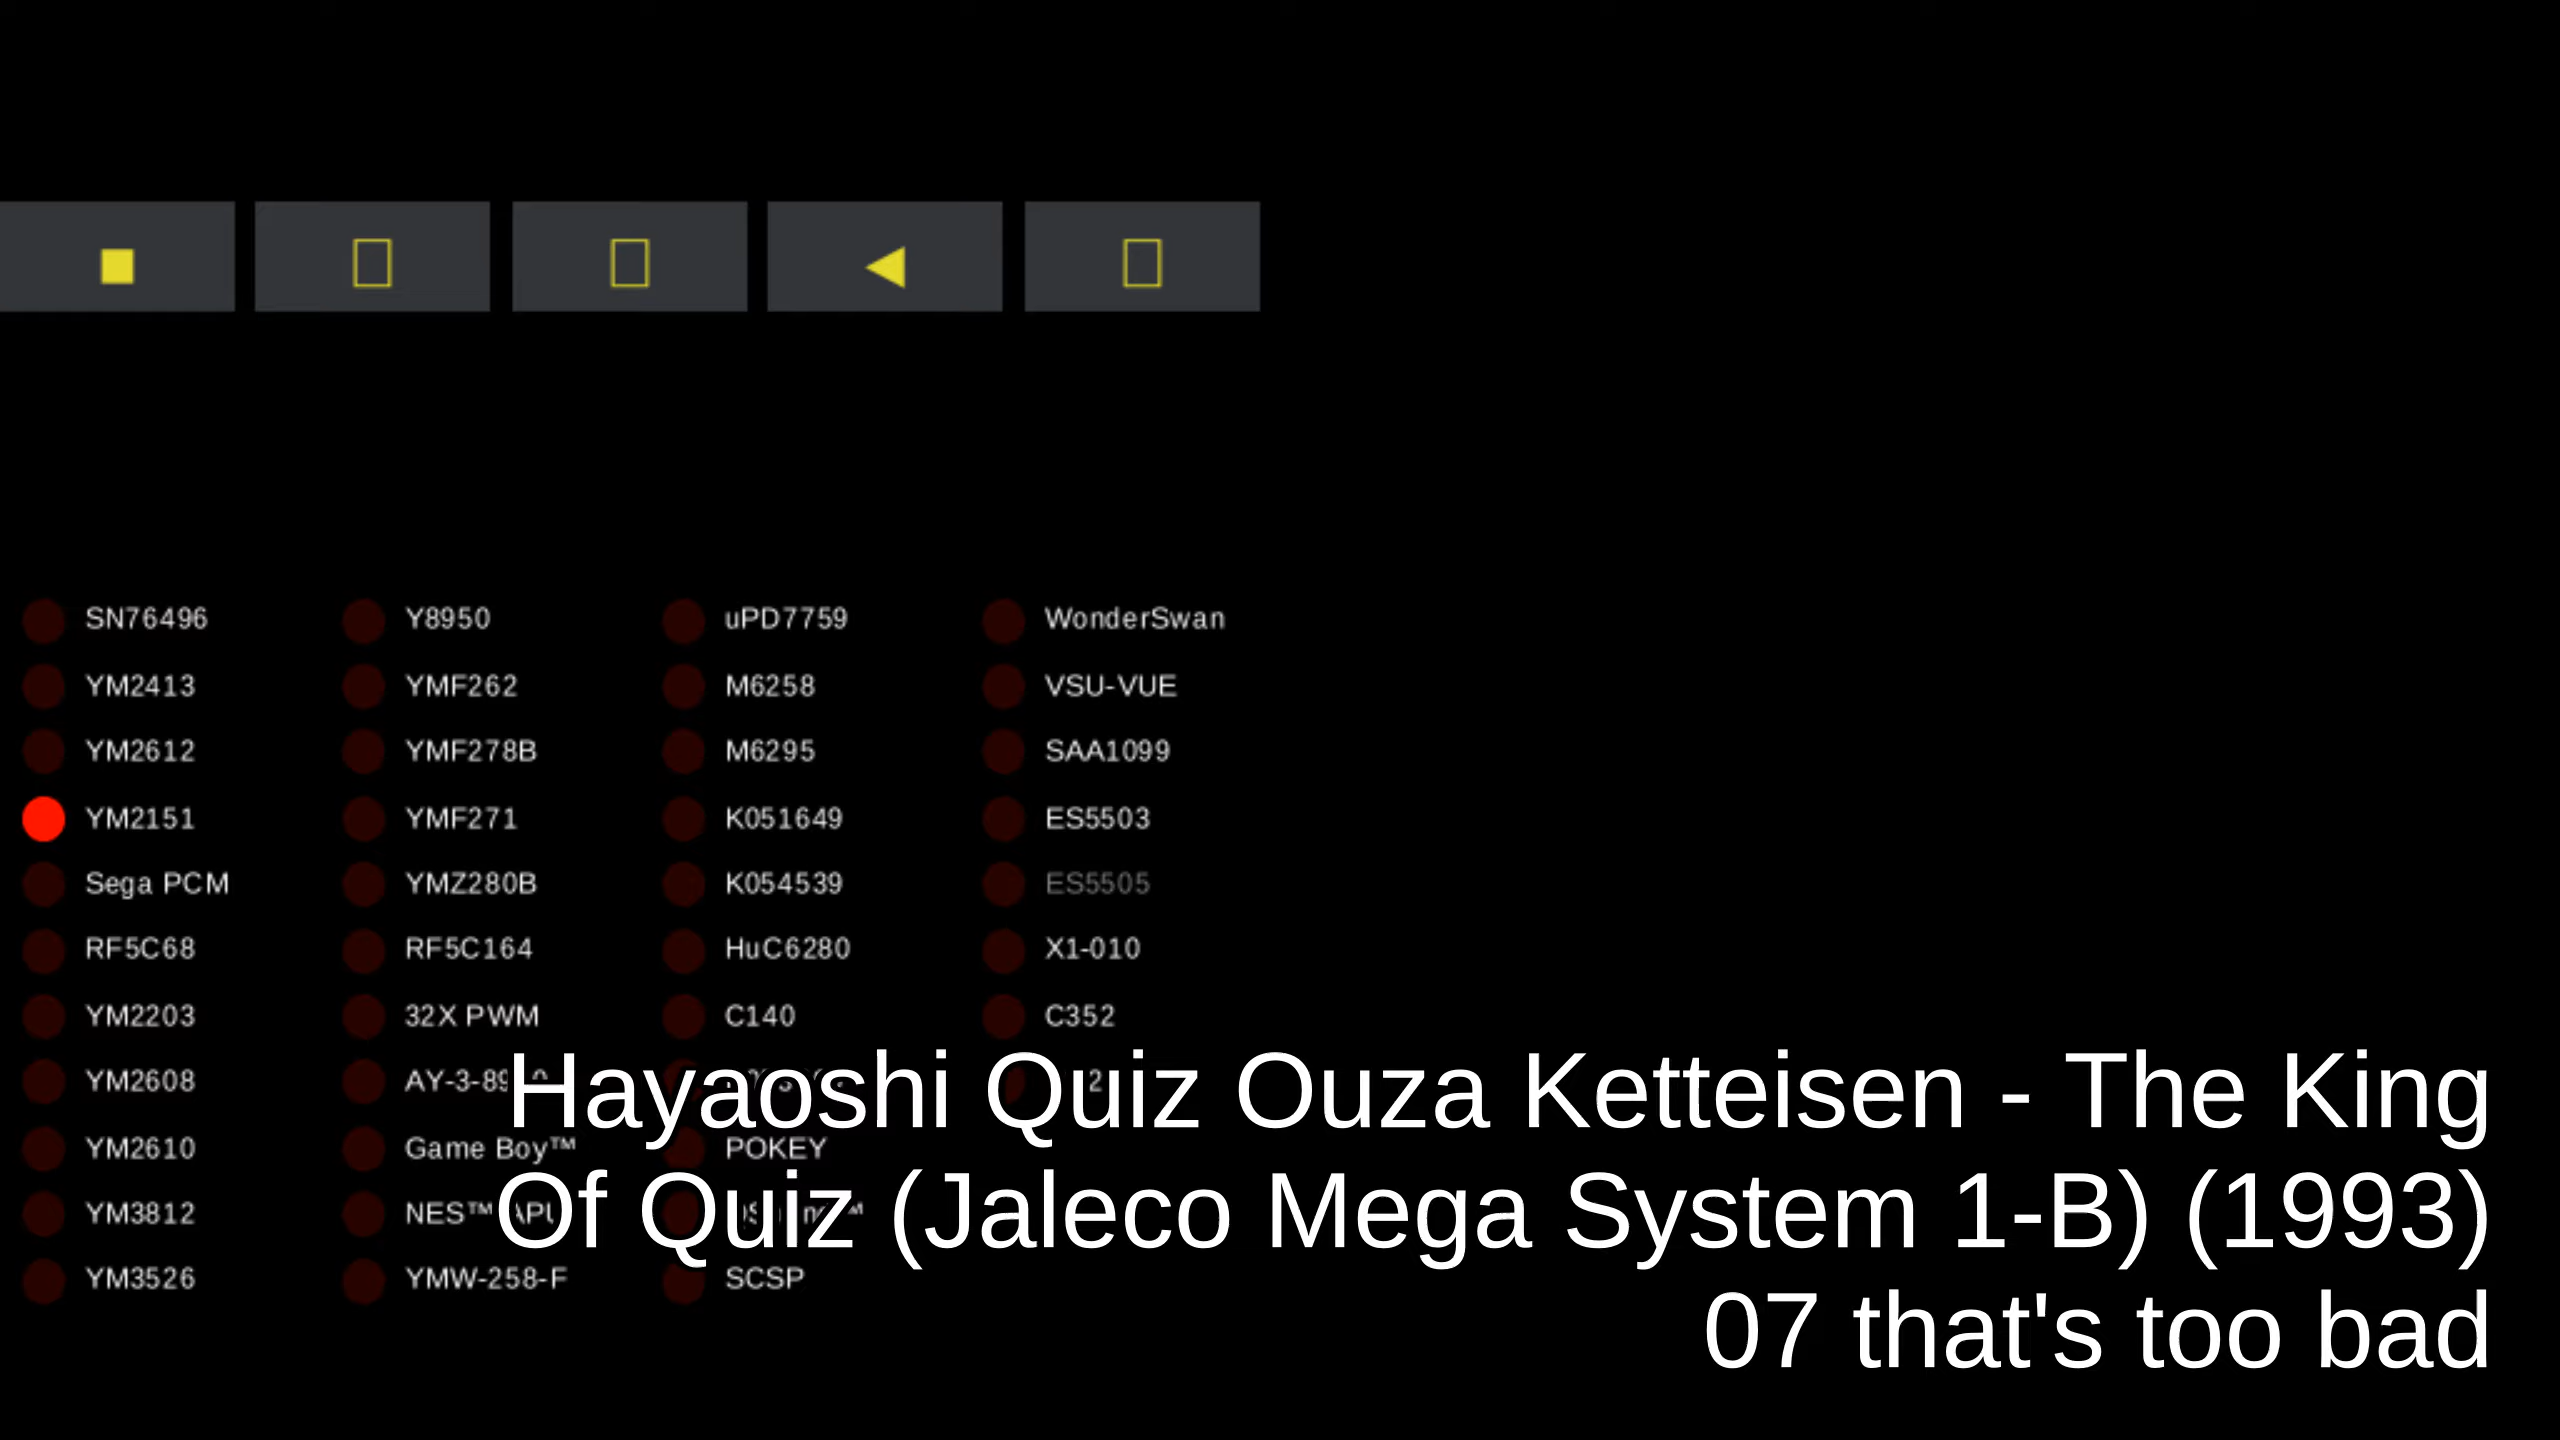 SN76496 Y8950 uPD7759 WonderSwan
YM2413 YMF262 M6258 VSU-VUE
YM2612 YMF278B M6295 SAA1099
YM2151 YMF271 K051649 ES5503
Sega PCM YMZ280B K054539 ES5505
RF5C68 RF5C164 HuC6280 X1-010
YM2203 32X PWM C140 C352
YM2608
YM2610 Game Boy™ POKEY
YM3812 NES™
YM3526 YMW-258-F SCSP
Hayaoshi Quiz Ouza Ketteisen - The King
Of Quiz (Jaleco Mega System 1-B) (1993)
07 that's too bad